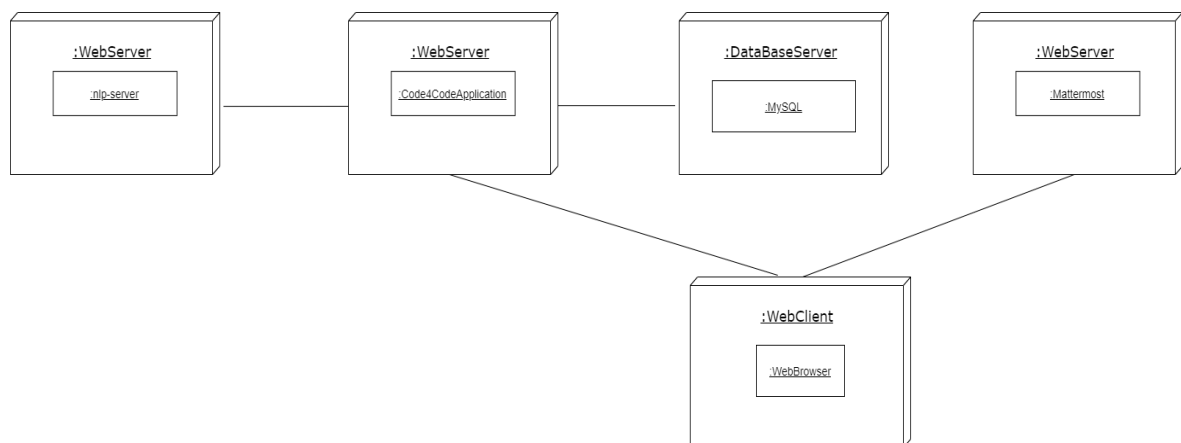 :WebServer
:nlp-server
:WebServer
:Code4CodeApplication
:DataBaseServer
:MySQL
:WebServer
:Mattermost
:WebClient
:WebBrowser